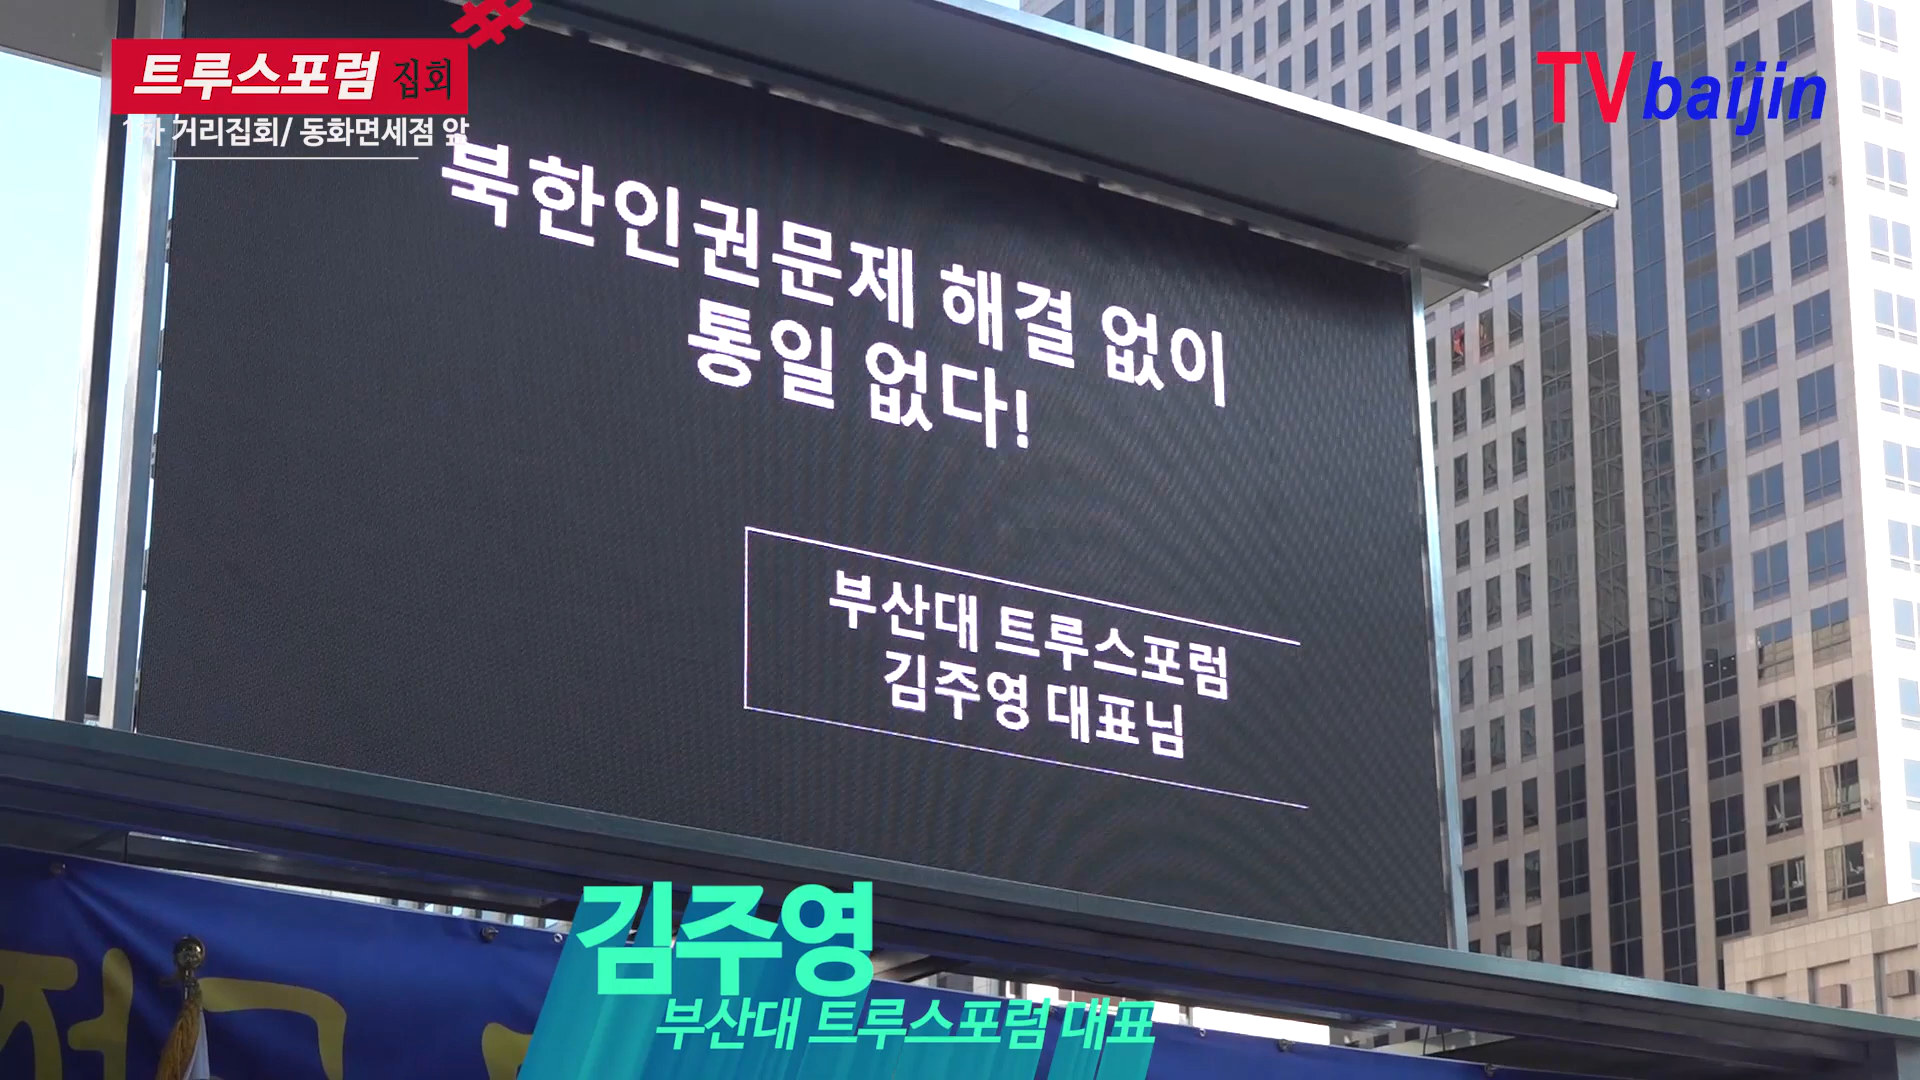 트루스포럼 집회
차 거리집회/ 동화면세점 앞
TVbaijin
북한인권문제 해결 없이
통일 없다!
부산대 트루스포럼
김주영 대표님
김주영
부산대 트루스포럼 대표